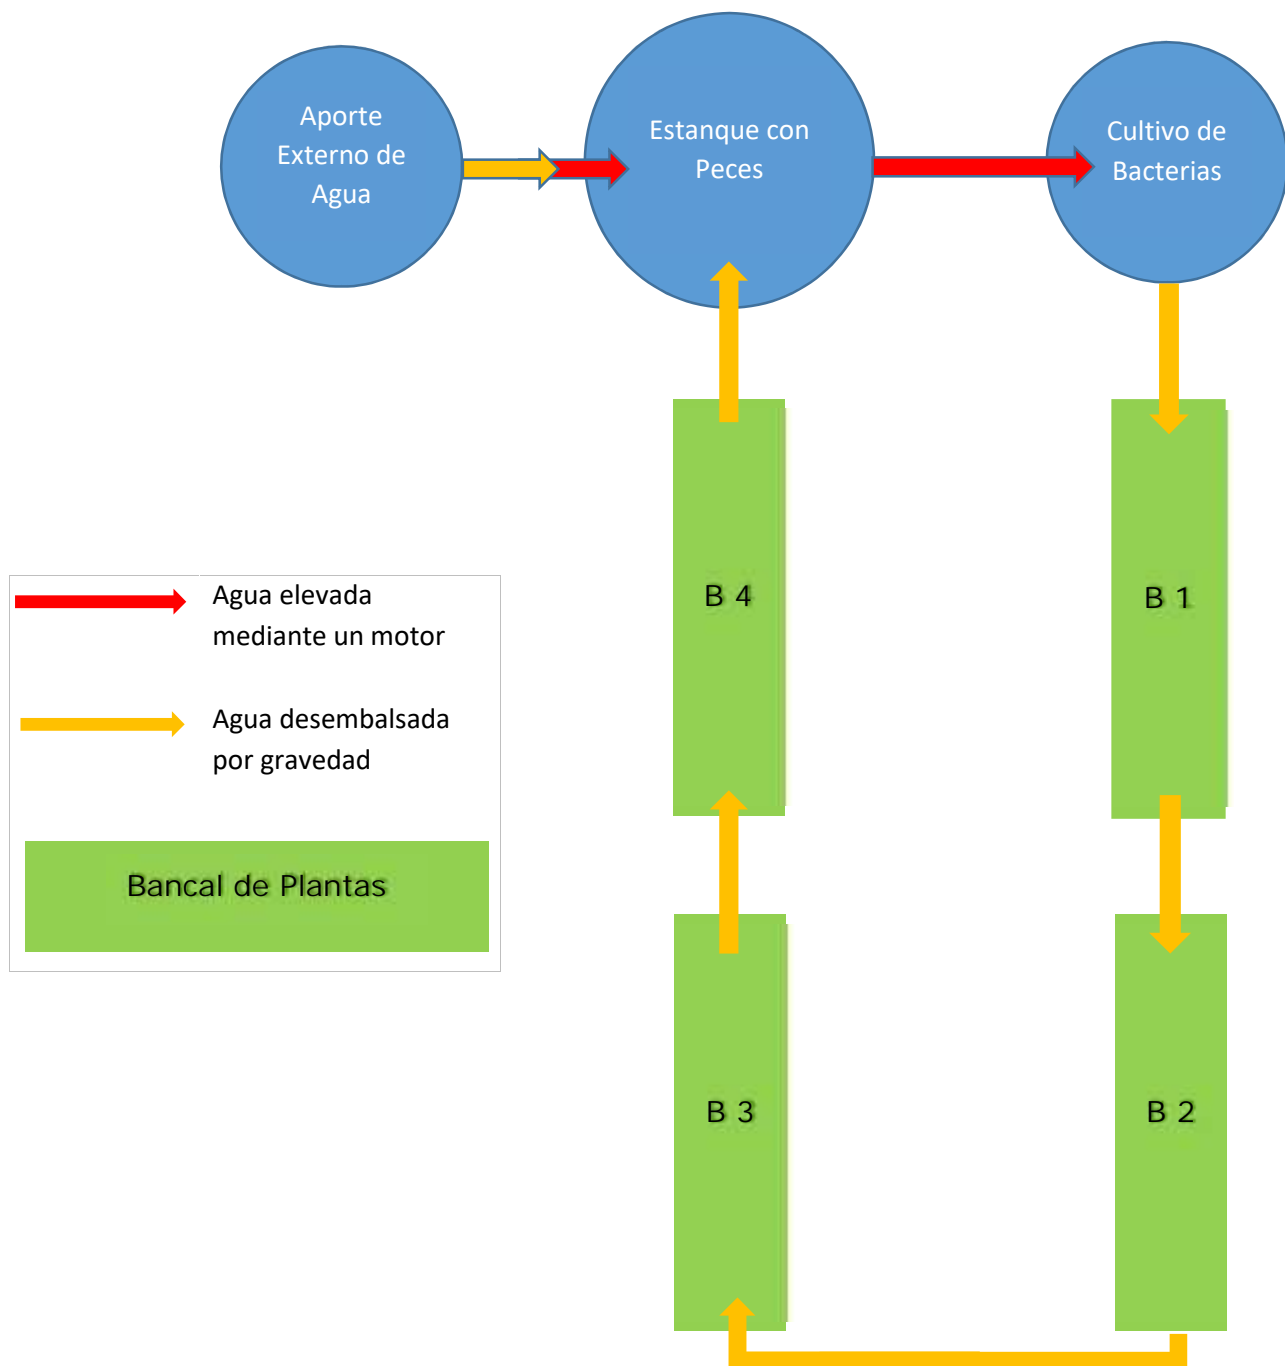 Aporte
Externo de
Agua
Estanque con
Peces
Cultivo de
Bacterias
B 4
B 1
Agua elevada
mediante un motor
Agua desembalsada
por gravedad
Bancal de Plantas
B 3
B 2